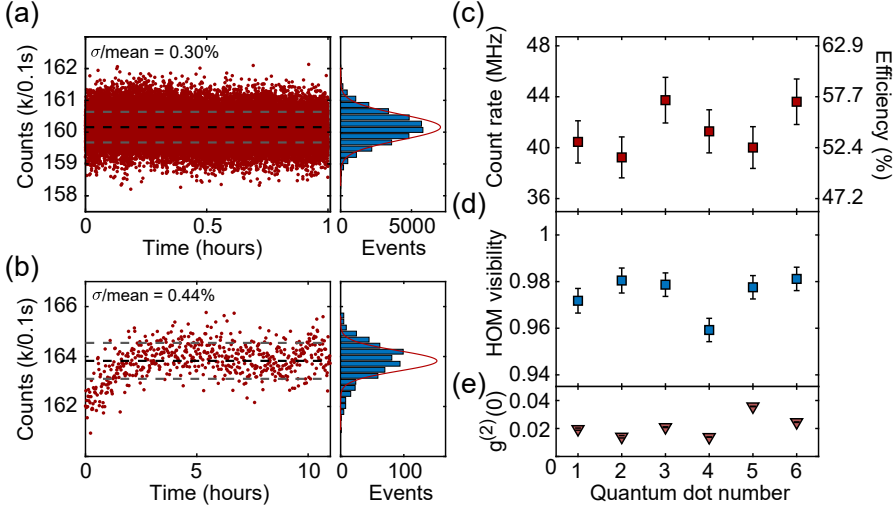 (a)
σ/mean = 0.30%
Counts (k/0.1s)
162
161
160
159
158
0
0.5
1
Time (hours)
0
5000
Events
(b)
σ/mean = 0.44%
Counts (k/0.1s)
166
164
162
0
5
10
Time (hours)
0
100
Events
(c)
Count rate (MHz)
48
44
40
36
62.9
57.7
52.4
47.2
Efficiency (%)
(d)
HOM visibility
1
0.98
0.96
0.94
(e)
g(2)(0)
0.04
0.02
0
1
2
3
4
5
6
Quantum dot number